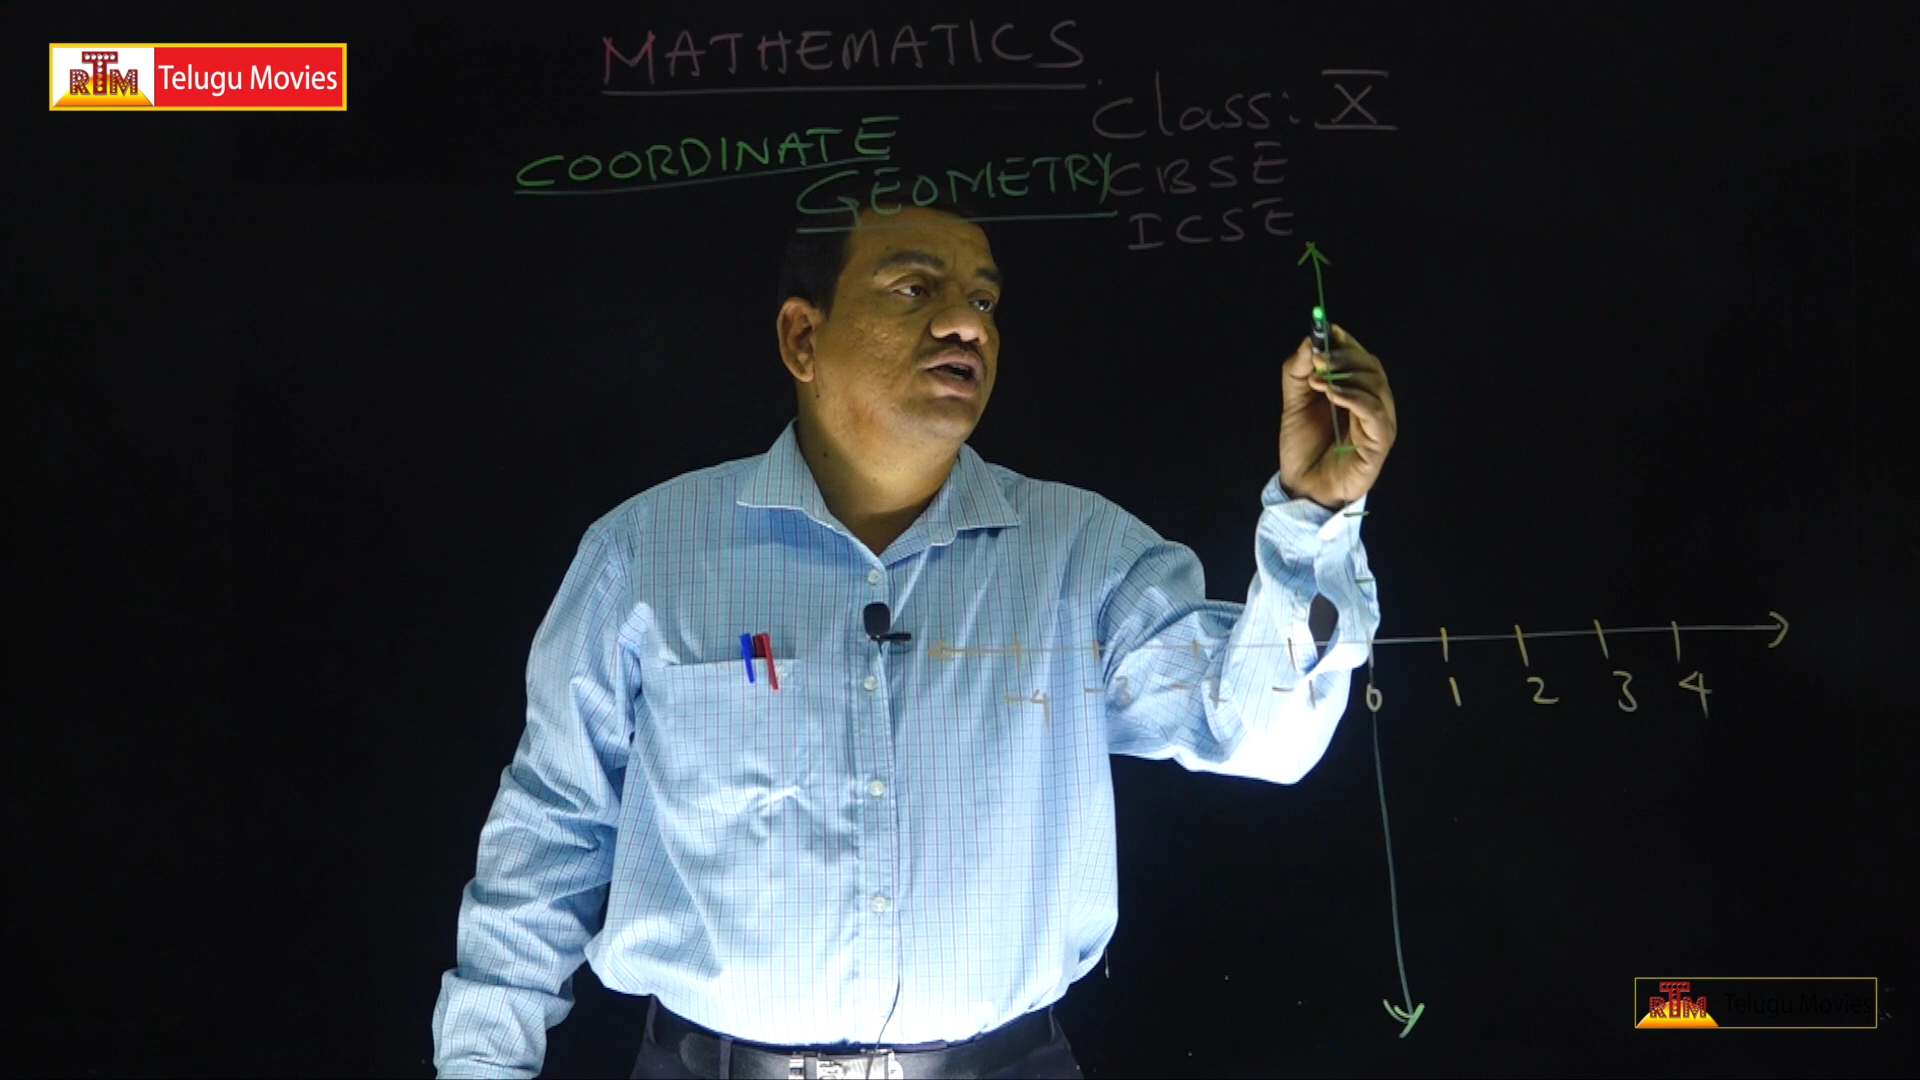 RTM Telugu Movies
MATHEMATICS.
Class: X
COORDINATE
GEOMETRY
CBSE
ICSE
-4 -3 -2 -1 0 1 2 3 4
RTM Telugu Movies